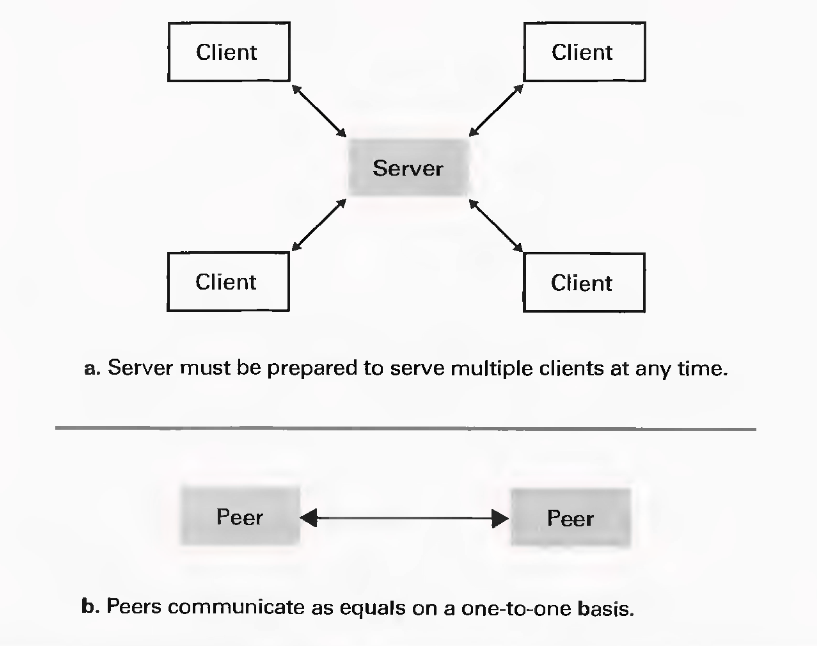 Client
Client
Server
Client
Client
a. Server must be prepared to serve multiple clients at any time.
Peer
Peer
b. Peers communicate as equals on a one-to-one basis.